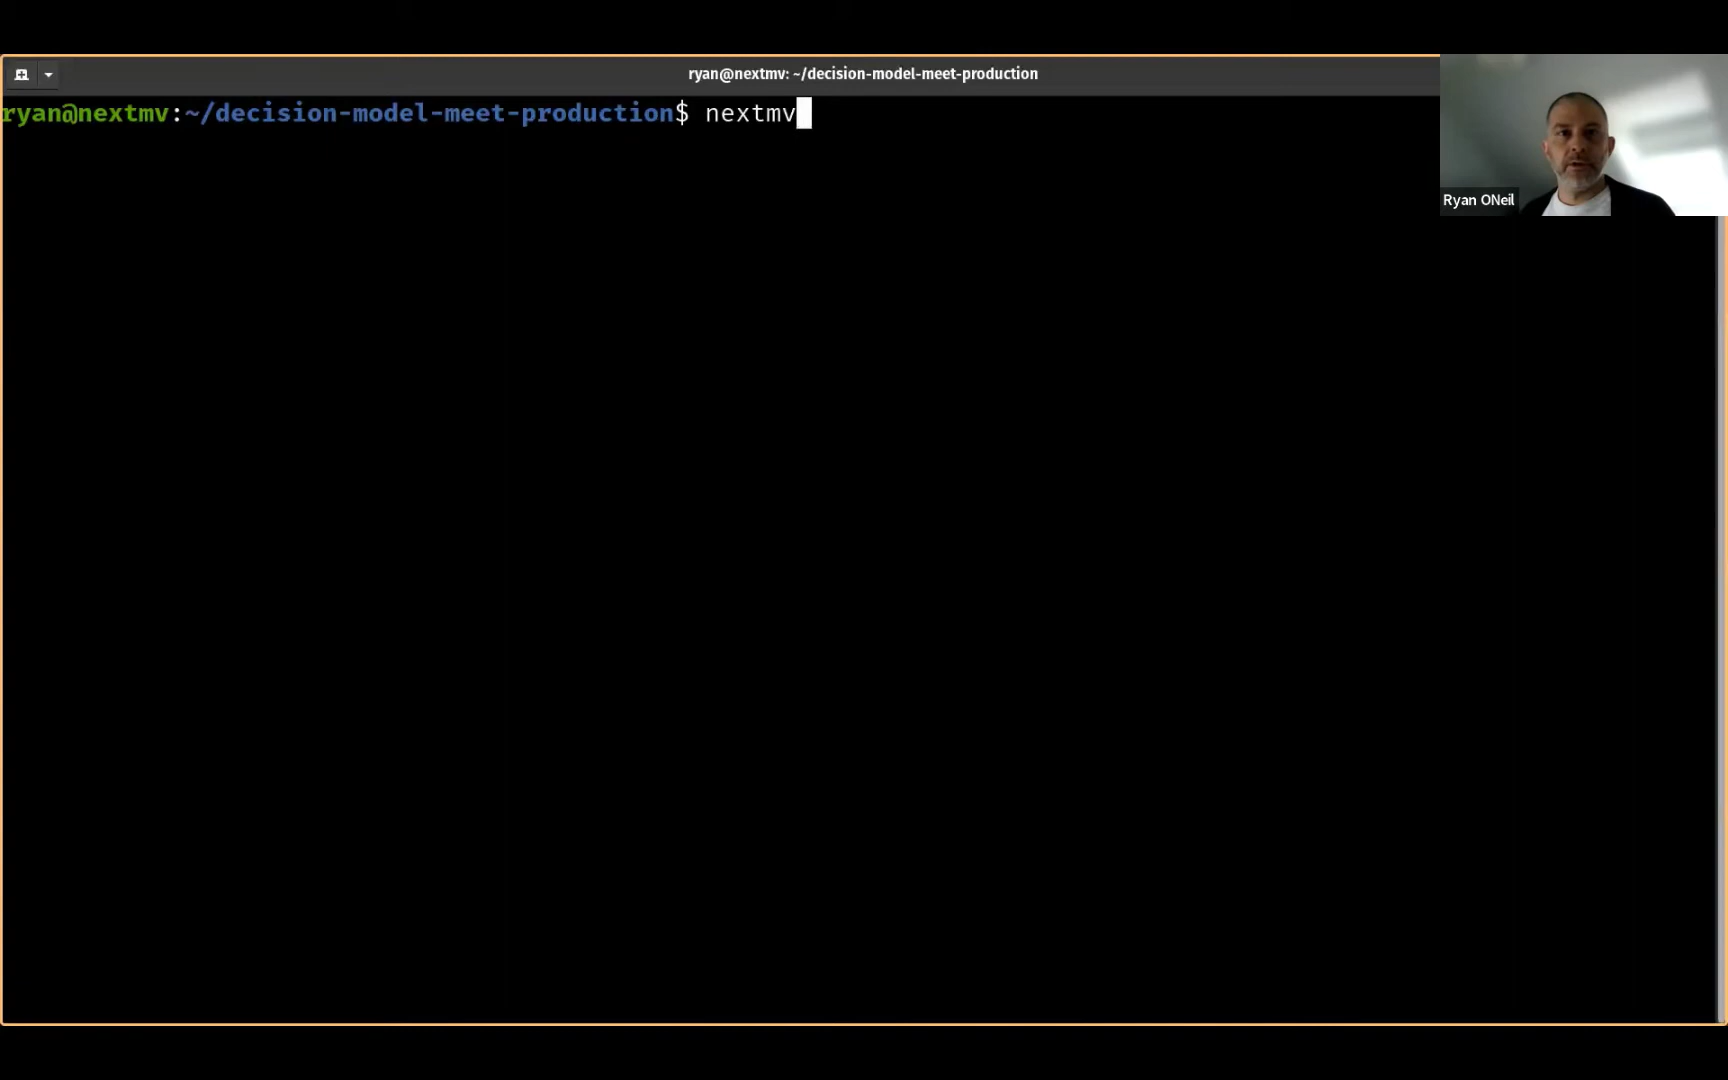 ryan@nextmv: ~/decision-model-meet-production
ryan@nextmv:~/decision-model-meet-production$ nextmv
Ryan ONeil